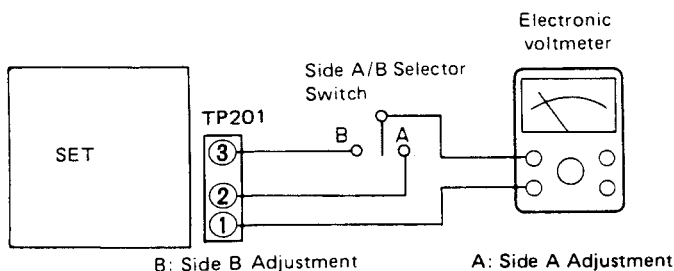 Electronic
voltmeter
Side A/B Selector
Switch
TP201
B A
SET
3
2
1
B: Side B Adjustment
A: Side A Adjustment